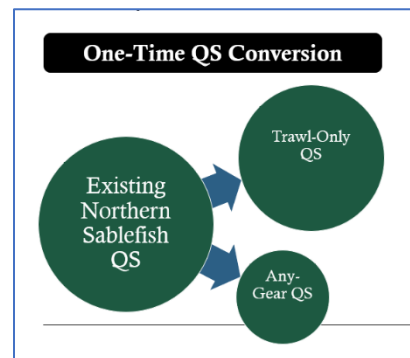 One-Time QS Conversion
Trawl-Only
QS
Existing
Northern
Sablefish
QS
Any-
Gear QS